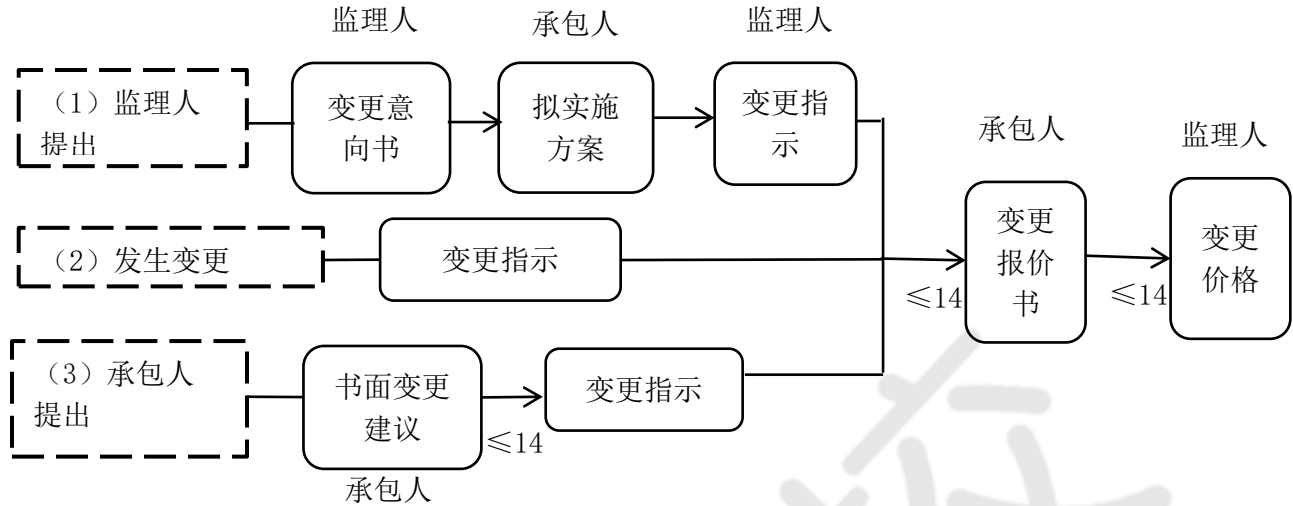 监理人
承包人
监理人
（1）监理人
提出
变更意
向书
拟实施
方案
变更指
示
承包人
监理人
（2）发生变更
变更指示
≤14
变更
报价
书
≤14
变更
价格
（3）承包人
提出
书面变更
建议
≤14
变更指示
承包人